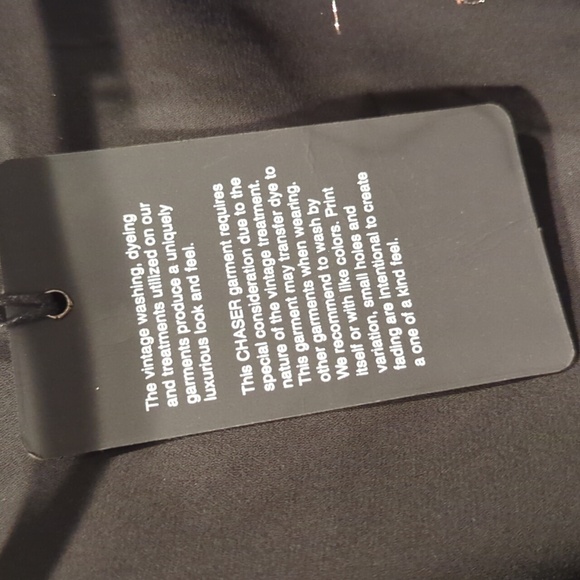 The vintage washing, dyeing
and treatments utilized on our
garments produce a uniquely
luxurious look and feel.
This CHASER garment requires
special consideration due to the
nature of the vintage treatment.
This garment may transfer dye to
other garments when wearing.
We recommend to wash by
itself or with like colors. Print
variation, small holes and
fading are intentional to create
a one of a kind feel.